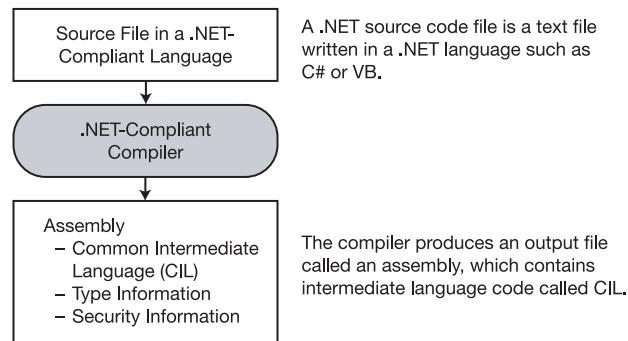 Source File in a .NET-
Compliant Language
A .NET source code file is a text file
written in a .NET language such as
C# or VB.
.NET-Compliant
Compiler
Assembly
– Common Intermediate
Language (CIL)
– Type Information
– Security Information
The compiler produces an output file
called an assembly, which contains
intermediate language code called CIL.